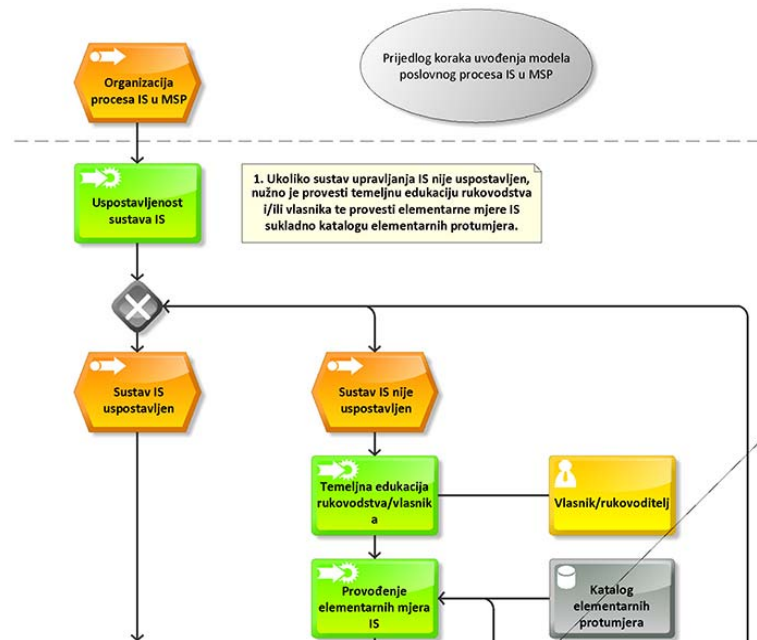 Organizacija
procesa IS u MSP
Prijedlog koraka uvođenja modela
poslovnog procesa IS u MSP
Uspostavljenost
sustava IS
1. Ukoliko sustav upravljanja IS nije uspostavljen,
nužno je provesti temeljnu edukaciju rukovodstva
i/ili vlasnika te provesti elementarne mjere IS
sukladno katalogu elementarnih protumjera.
Sustav IS
uspostavljen
Sustav IS nije
uspostavljen
Temeljna edukacija
rukovodstva/vlasnik
a
Vlasnik/rukovoditelj
Provođenje
elementarnih mjera
IS
Katalog
elementarnih
protumjera